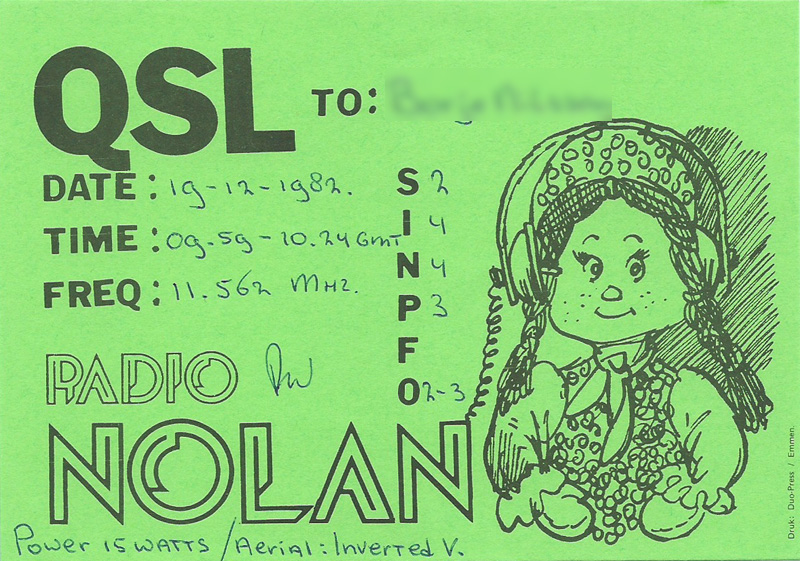 QSL TO:
DATE: 19-12-1982.
TIME: 09.59-10.24 GMT
FREQ: 11.562 MHz.
S 2
I 4
N 4
P 3
F
O 2-3
RADIO
NOLAN
Power 15 WATTS / Aerial: Inverted V.
Druk: Duo-Press / Emmen.